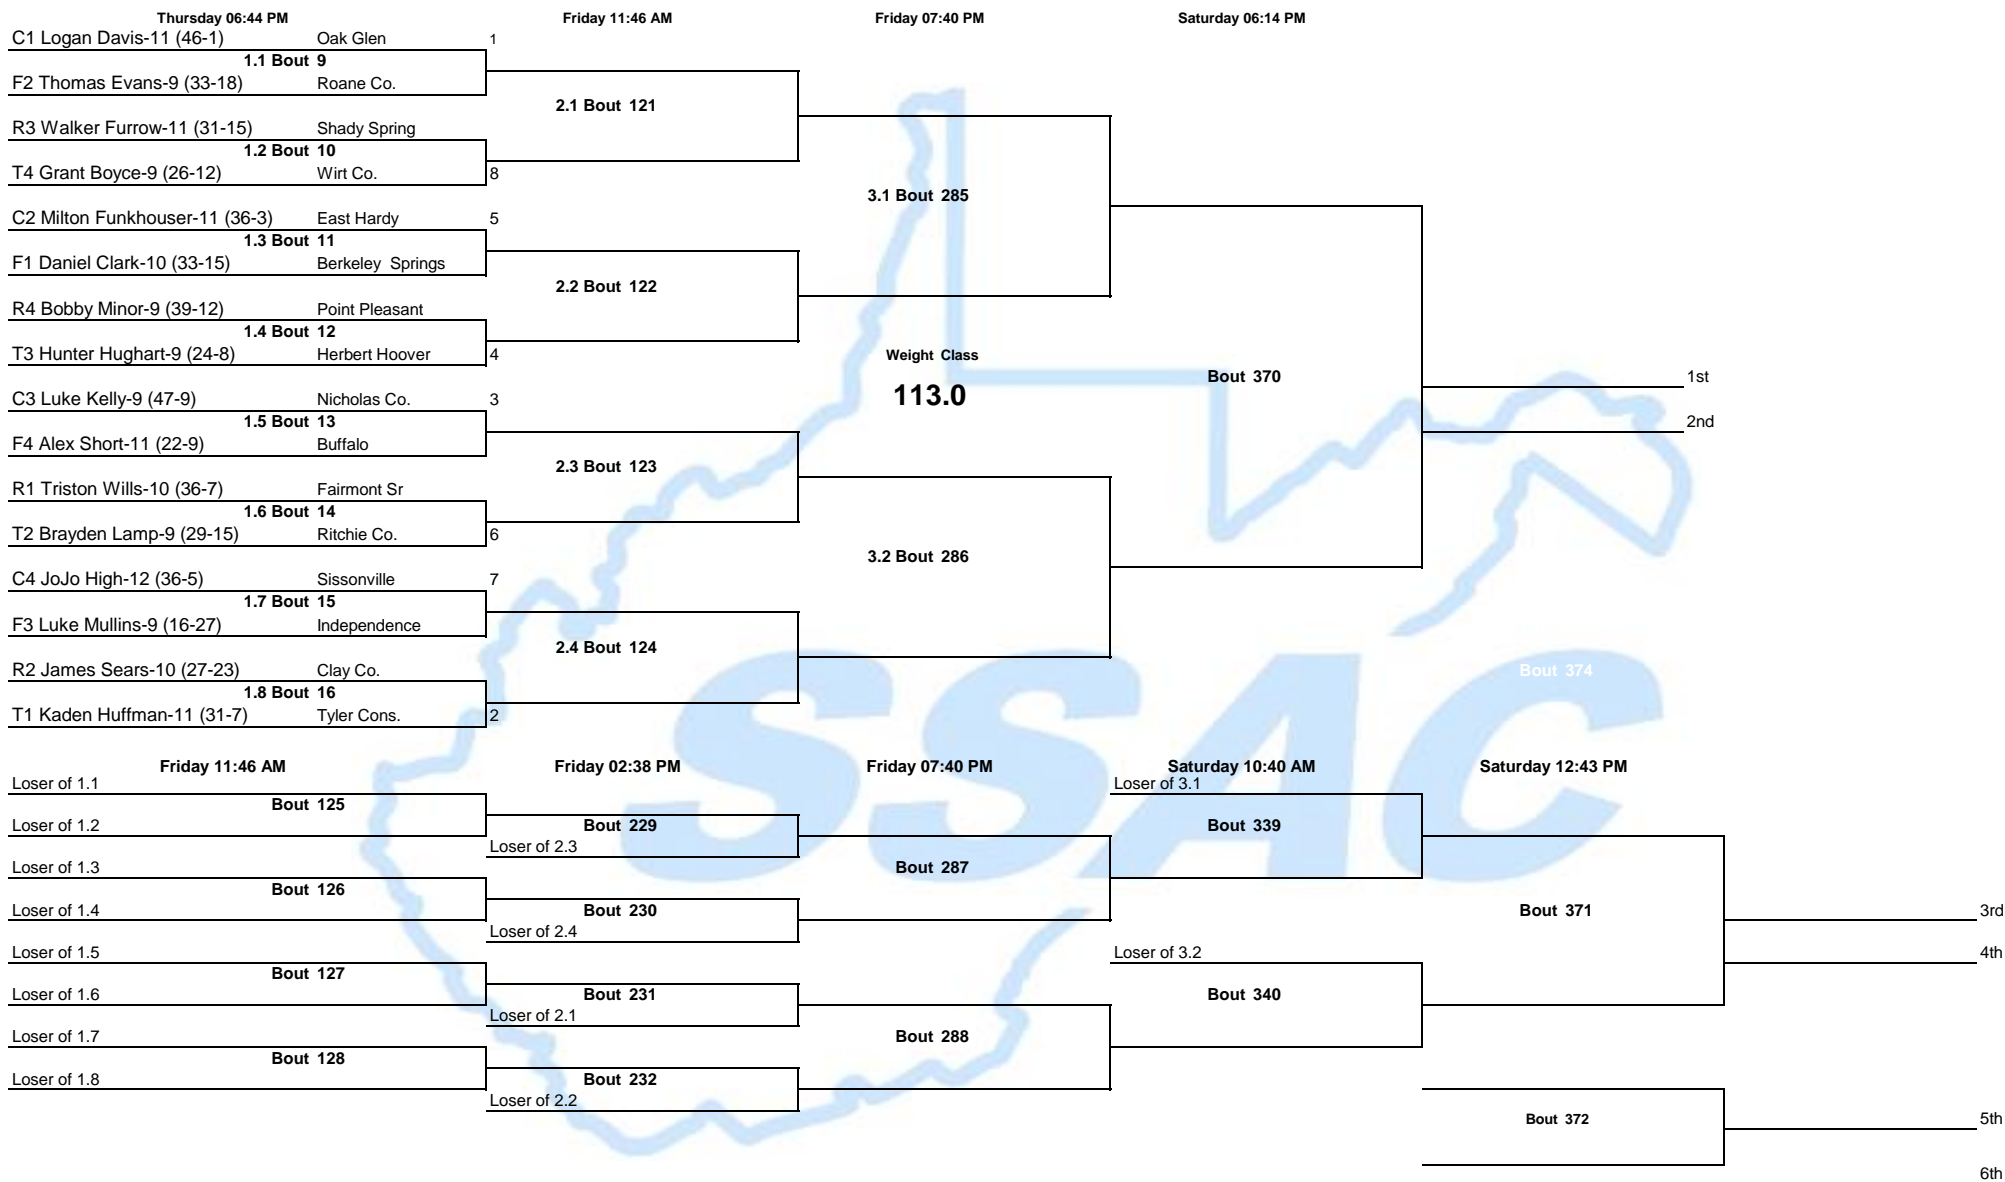 Thursday 06:44 PM Friday 11:46 AM Friday 07:40 PM Saturday 06:14 PM
C1 Logan Davis-11 (46-1) Oak Glen 1
1.1 Bout 9
F2 Thomas Evans-9 (33-18) Roane Co.
2.1 Bout 121
R3 Walker Furrow-11 (31-15) Shady Spring
1.2 Bout 10
T4 Grant Boyce-9 (26-12) Wirt Co. 8
3.1 Bout 285
C2 Milton Funkhouser-11 (36-3) East Hardy 5
1.3 Bout 11
F1 Daniel Clark-10 (33-15) Berkeley Springs
2.2 Bout 122
R4 Bobby Minor-9 (39-12) Point Pleasant
1.4 Bout 12
T3 Hunter Hughart-9 (24-8) Herbert Hoover 4
Weight Class
Bout 370
1st
113.0
C3 Luke Kelly-9 (47-9) Nicholas Co. 3
1.5 Bout 13
2nd
F4 Alex Short-11 (22-9) Buffalo
2.3 Bout 123
R1 Triston Wills-10 (36-7) Fairmont Sr
1.6 Bout 14
T2 Brayden Lamp-9 (29-15) Ritchie Co. 6
3.2 Bout 286
C4 JoJo High-12 (36-5) Sissonville 7
1.7 Bout 15
F3 Luke Mullins-9 (16-27) Independence
2.4 Bout 124
R2 James Sears-10 (27-23) Clay Co.
Bout 374
1.8 Bout 16
T1 Kaden Huffman-11 (31-7) Tyler Cons. 2
SSAC
Friday 11:46 AM Friday 02:38 PM Friday 07:40 PM Saturday 10:40 AM Saturday 12:43 PM
Loser of 1.1 Loser of 3.1
Bout 125
Loser of 1.2 Bout 229 Bout 339
Loser of 2.3
Loser of 1.3 Bout 287
Bout 126
Loser of 1.4 Bout 230 Bout 371 3rd
Loser of 2.4
Loser of 1.5 Loser of 3.2 4th
Bout 127
Loser of 1.6 Bout 231 Bout 340
Loser of 2.1
Loser of 1.7 Bout 288
Bout 128
Loser of 1.8 Bout 232
Loser of 2.2
Bout 372 5th
6th